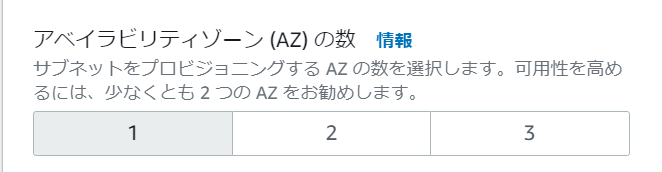 アベイラビリティゾーン (AZ) の数 情報
サブネットをプロビジョニングする AZ の数を選択します。可用性を高め
るには、少なくとも 2 つの AZ をお勧めします。
1 2 3